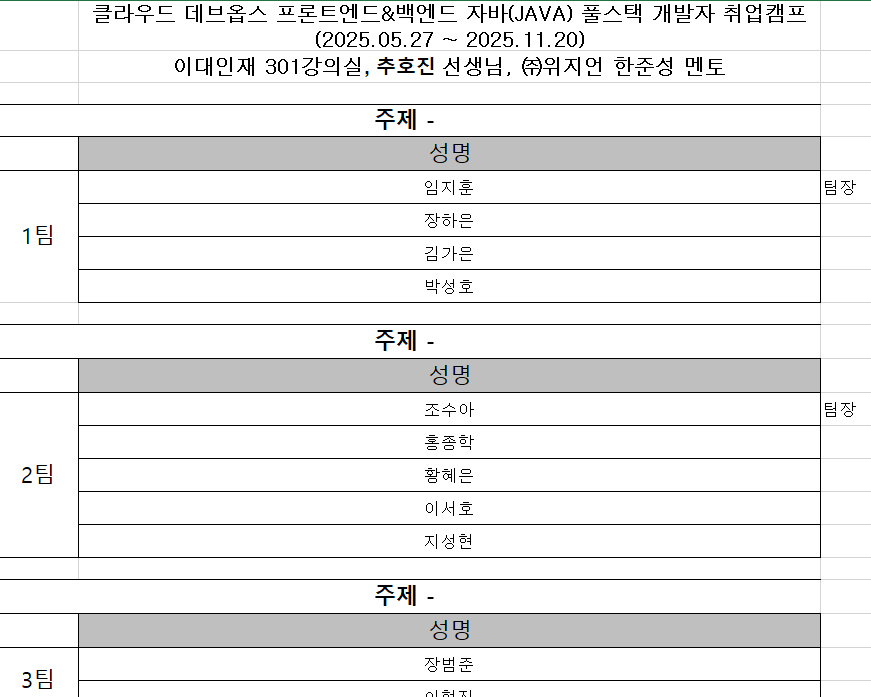 클라우드 데브옵스 프론트엔드&백엔드 자바(JAVA) 풀스택 개발자 취업캠프
(2025.05.27 ~ 2025.11.20)
이대인재 301강의실, 추호진 선생님, ㈜위지언 한준성 멘토
주제 -
성명
1팀
임지훈 팀장
장하은
김가은
박성호
주제 -
성명
2팀
조수아 팀장
홍종학
황혜은
이서호
지성현
주제 -
성명
3팀
장범준